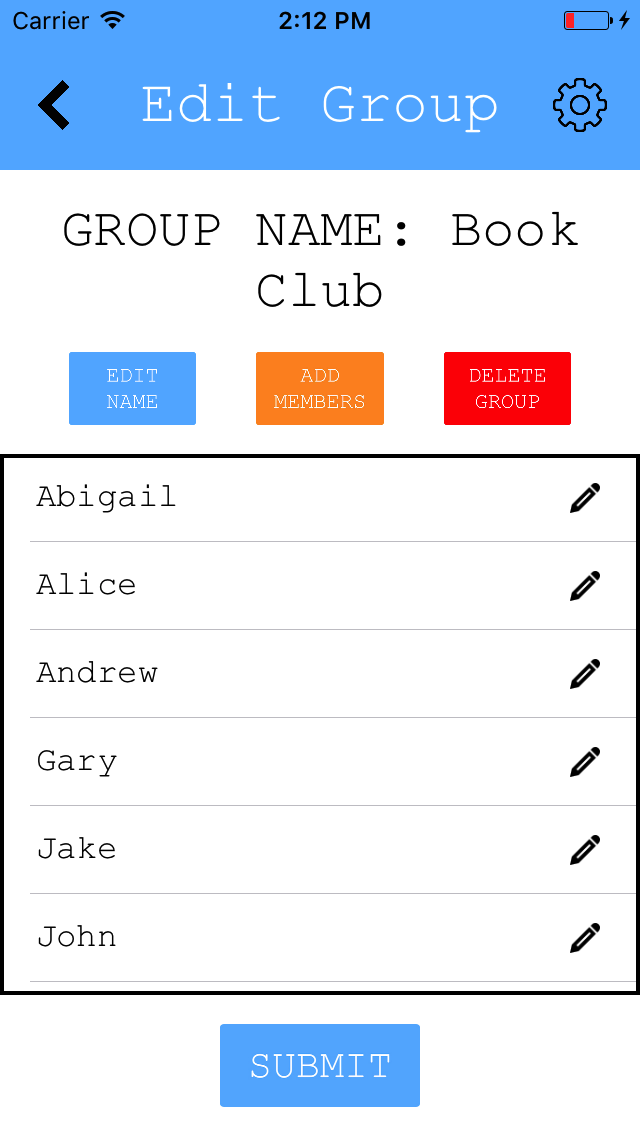 Carrier 2:12 PM
Edit Group
GROUP NAME: Book
Club
EDIT
NAME
ADD
MEMBERS
DELETE
GROUP
Abigail
Alice
Andrew
Gary
Jake
John
SUBMIT